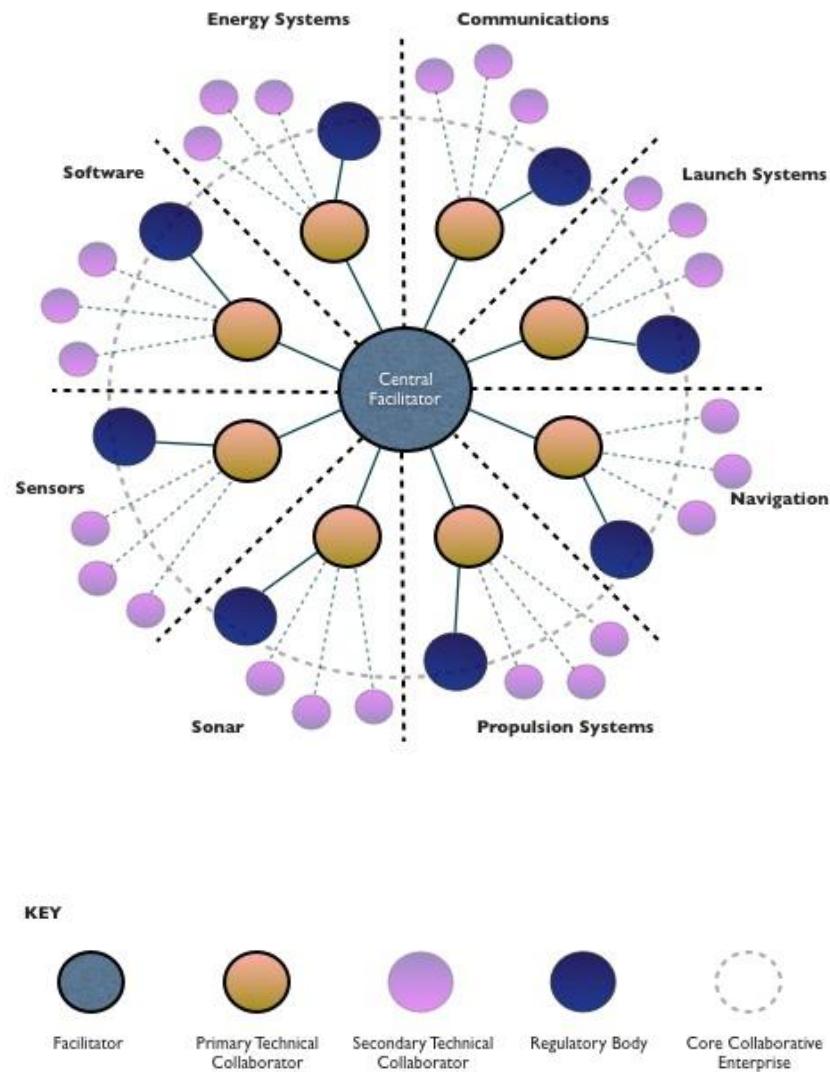 Energy Systems
Communications
Software
Launch Systems
Central
Facilitator
Sensors
Navigation
Sonar
Propulsion Systems
KEY
Facilitator
Primary Technical
Collaborator
Secondary Technical
Collaborator
Regulatory Body
Core Collaborative
Enterprise